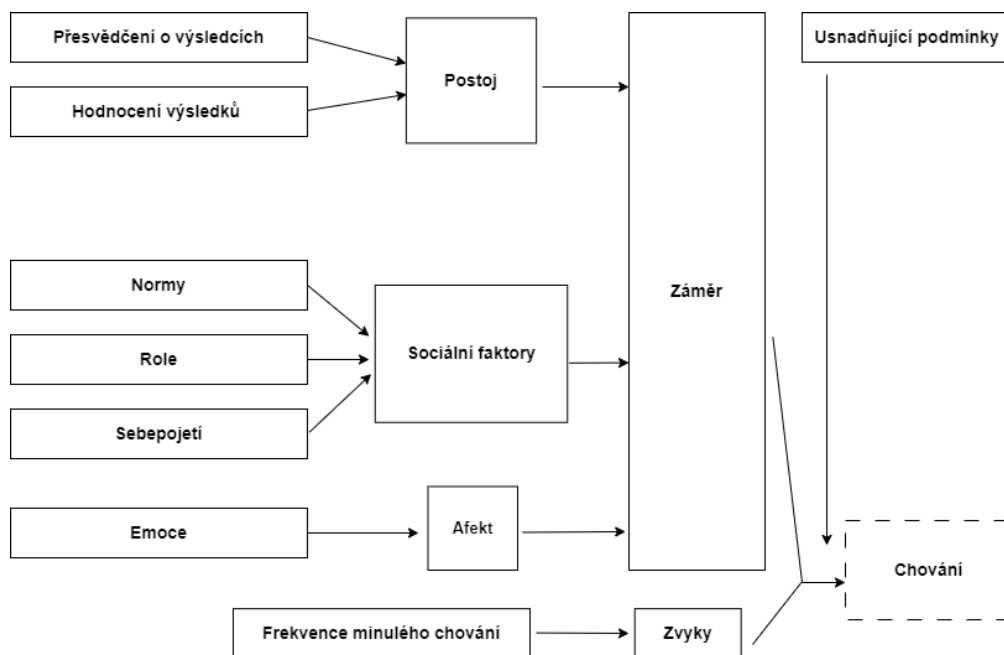 Přesvědčení o výsledcích
Hodnocení výsledků
Postoj
Usnadňující podmínky
Normy
Role
Sebepojetí
Sociální faktory
Záměr
Emoce
Afekt
Chování
Frekvence minulého chování
Zvyky